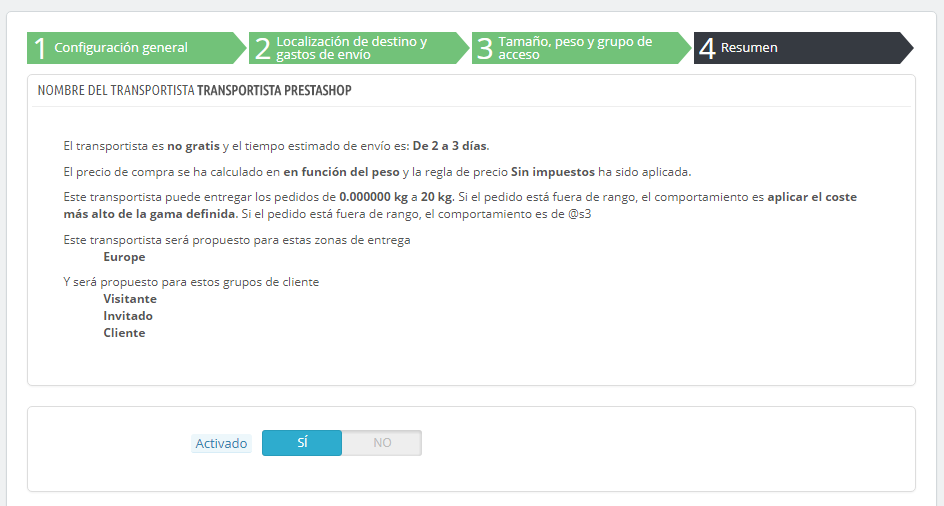 1 Configuración general
2 Localización de destino y
gastos de envío
3 Tamaño, peso y grupo de
acceso
4 Resumen
NOMBRE DEL TRANSPORTISTA TRANSPORTISTA PRESTASHOP
El transportista es no gratis y el tiempo estimado de envío es: De 2 a 3 días.
El precio de compra se ha calculado en en función del peso y la regla de precio Sin impuestos ha sido aplicada.
Este transportista puede entregar los pedidos de 0.000000 kg a 20 kg. Si el pedido está fuera de rango, el comportamiento es aplicar el coste
más alto de la gama definida. Si el pedido está fuera de rango, el comportamiento es de @s3
Este transportista será propuesto para estas zonas de entrega
Europe
Y será propuesto para estos grupos de cliente
Visitante
Invitado
Cliente
Activado SÍ NO